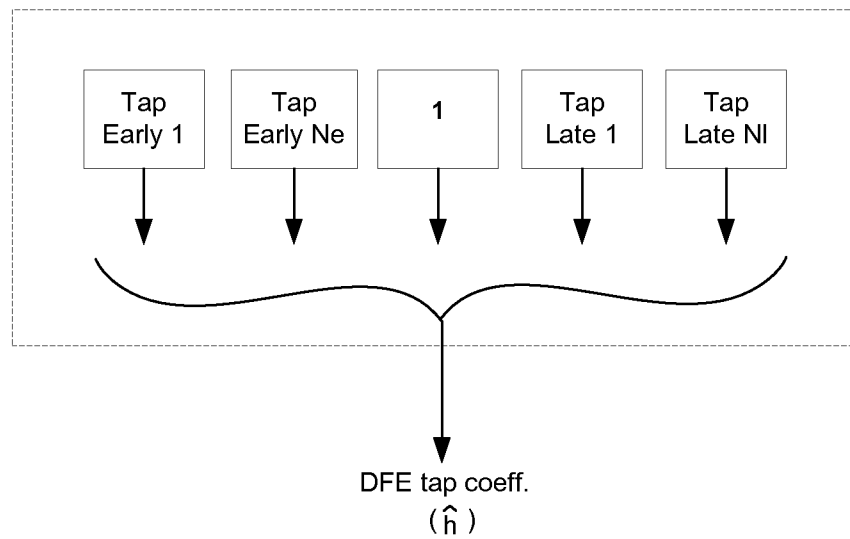 Tap
Early 1
Tap
Early Ne
1
Tap
Late 1
Tap
Late Nl
DFE tap coeff.
(ĥ)